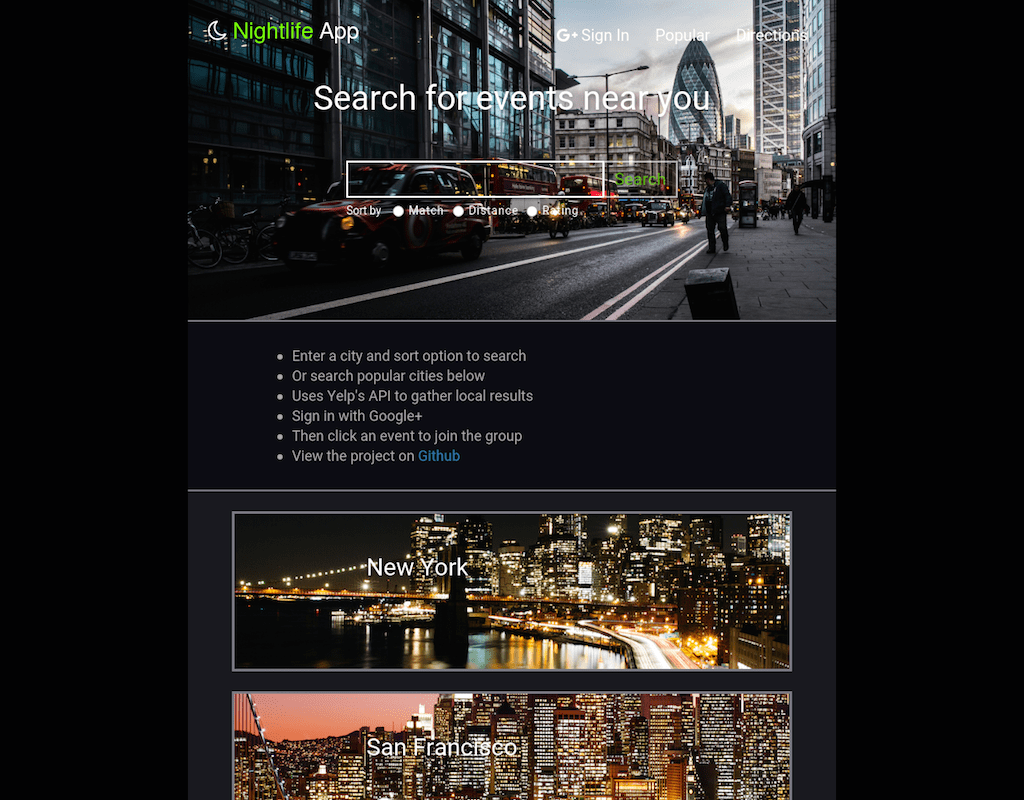 Nightlife App
G+ Sign In Popular Directions
Search for events near you
Search
Sort by Match Distance Rating
Enter a city and sort option to search
Or search popular cities below
Uses Yelp's API to gather local results
Sign in with Google+
Then click an event to join the group
View the project on Github
New York
San Francisco